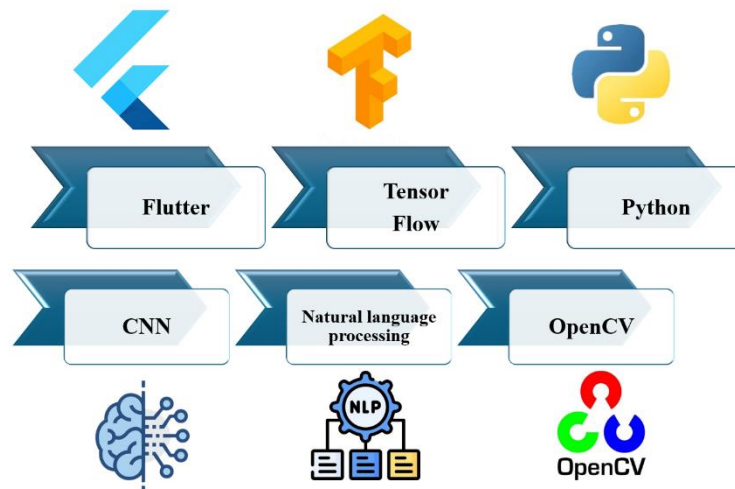 Flutter
Tensor
Flow
Python
CNN
Natural language
processing
OpenCV
NLP
OpenCV